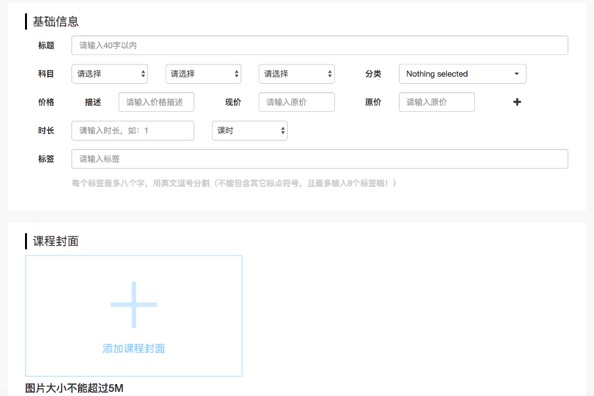 基础信息
标题 请输入40字以内
科目 请选择 请选择 请选择 分类 Nothing selected
价格 描述 请输入价格描述 现价 请输入原价 原价 请输入原价
时长 请输入时长，如：1 课时
标签 请输入标签
每个标签最多八个字，用英文逗号分割（不能包含其它标点符号，且最多输入8个标签哦！）
课程封面
添加课程封面
图片大小不能超过5M